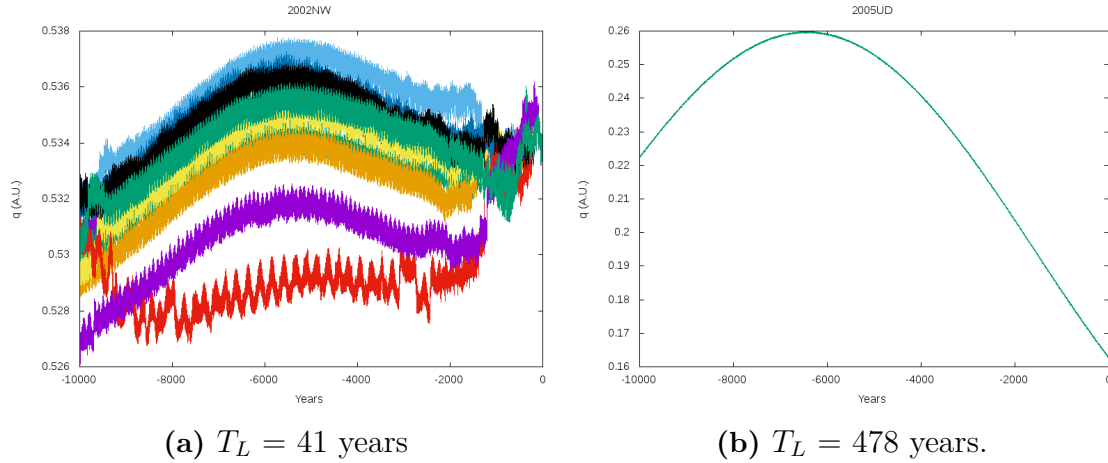 2002NW
0.538
0.536
0.534
0.532
0.53
0.528
0.526
q (A.U.)
-10000 -8000 -6000 -4000 -2000 0
Years
(a) T_L = 41 years
2005UD
0.26
0.25
0.24
0.23
0.22
0.21
0.2
0.19
0.18
0.17
0.16
q (A.U.)
-10000 -8000 -6000 -4000 -2000 0
Years
(b) T_L = 478 years.